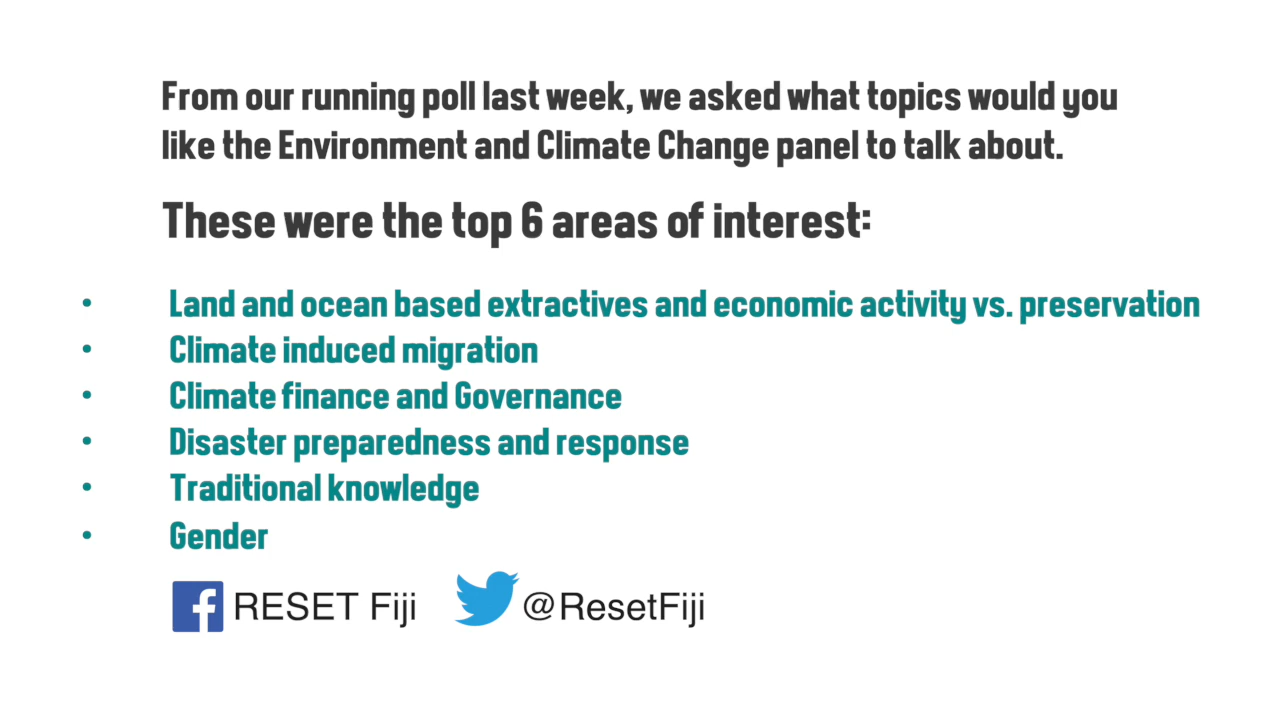 From our running poll last week, we asked what topics would you
like the Environment and Climate Change panel to talk about.
These were the top 6 areas of interest:
• Land and ocean based extractives and economic activity vs. preservation
• Climate induced migration
• Climate finance and Governance
• Disaster preparedness and response
• Traditional knowledge
• Gender
f RESET Fiji @ResetFiji